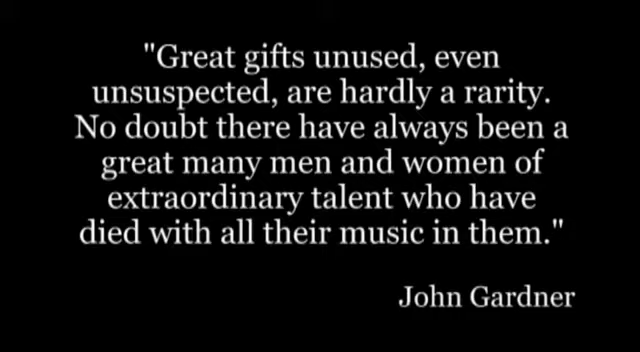 "Great gifts unused, even
unsuspected, are hardly a rarity.
No doubt there have always been a
great many men and women of
extraordinary talent who have
died with all their music in them."
John Gardner